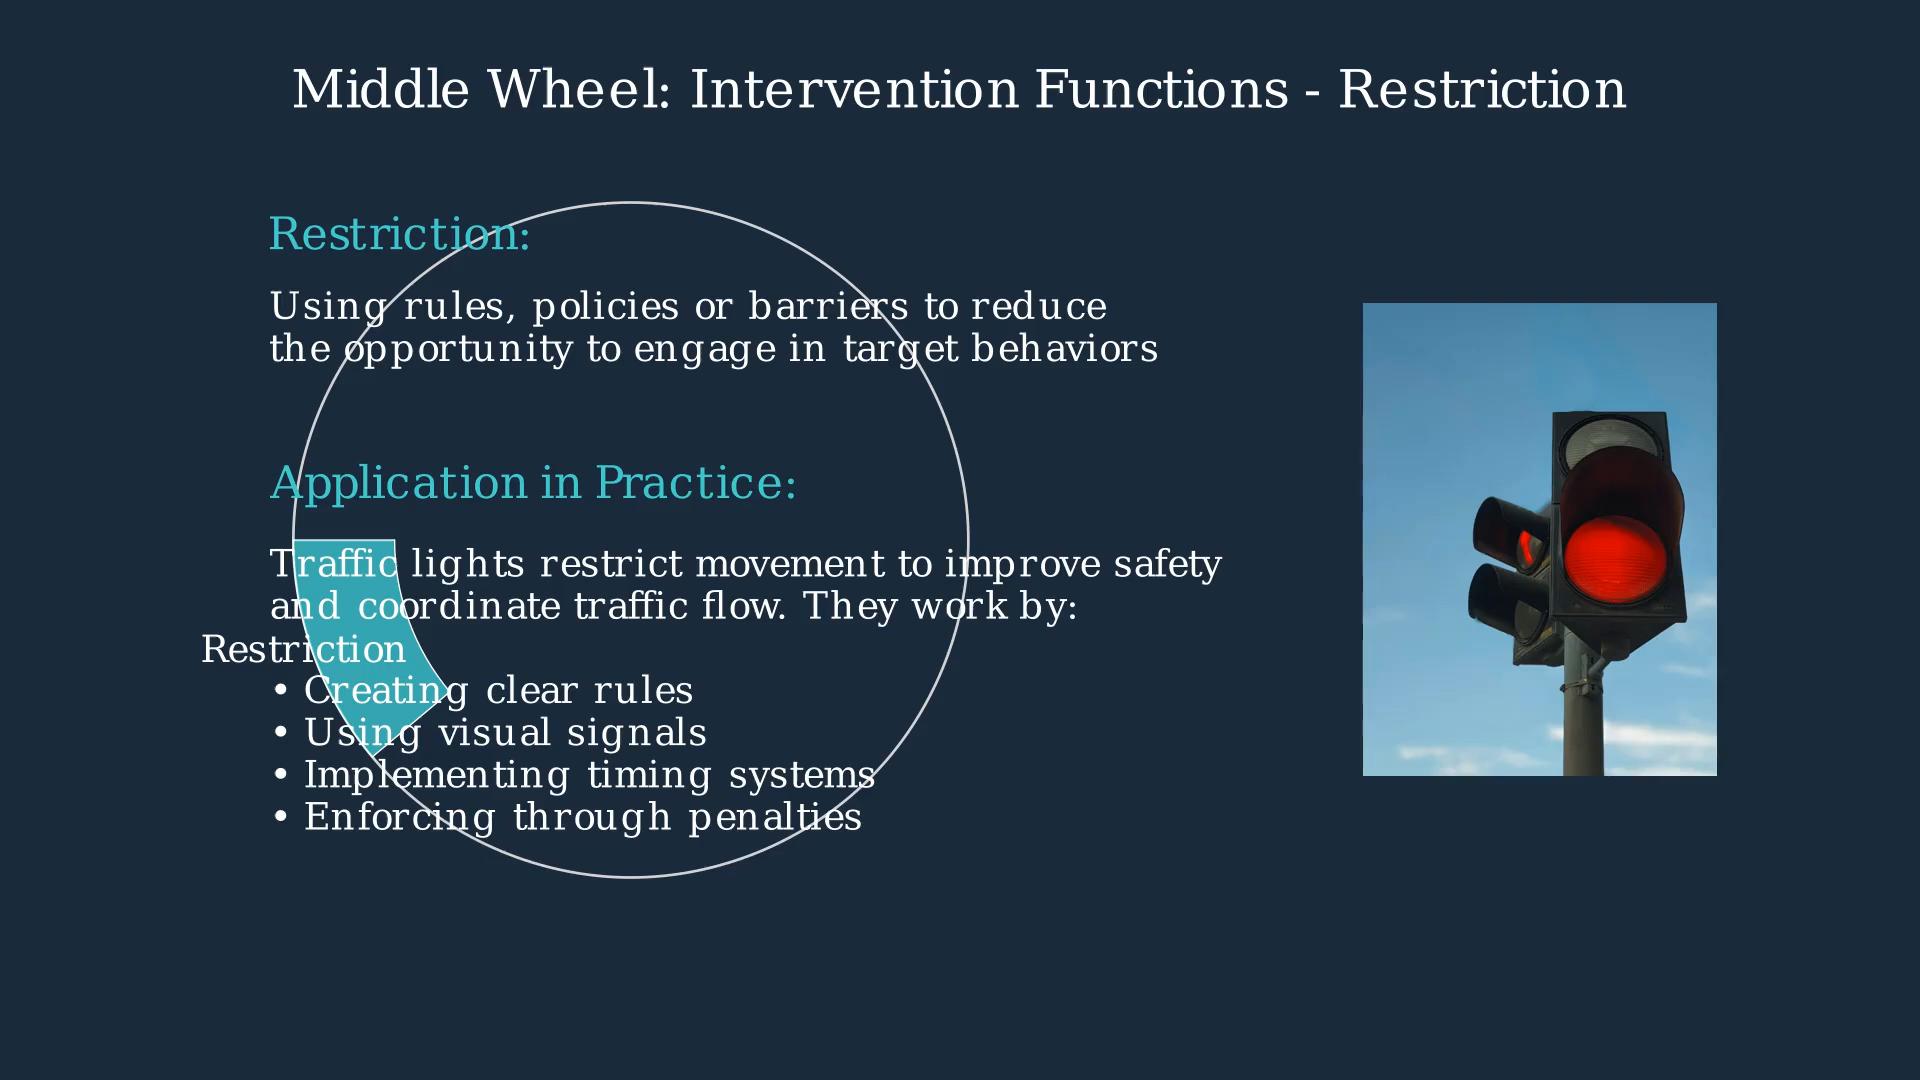 Middle Wheel: Intervention Functions - Restriction
Restriction:
Using rules, policies or barriers to reduce
the opportunity to engage in target behaviors
Application in Practice:
Traffic lights restrict movement to improve safety
and coordinate traffic flow. They work by:
Restriction
• Creating clear rules
• Using visual signals
• Implementing timing systems
• Enforcing through penalties